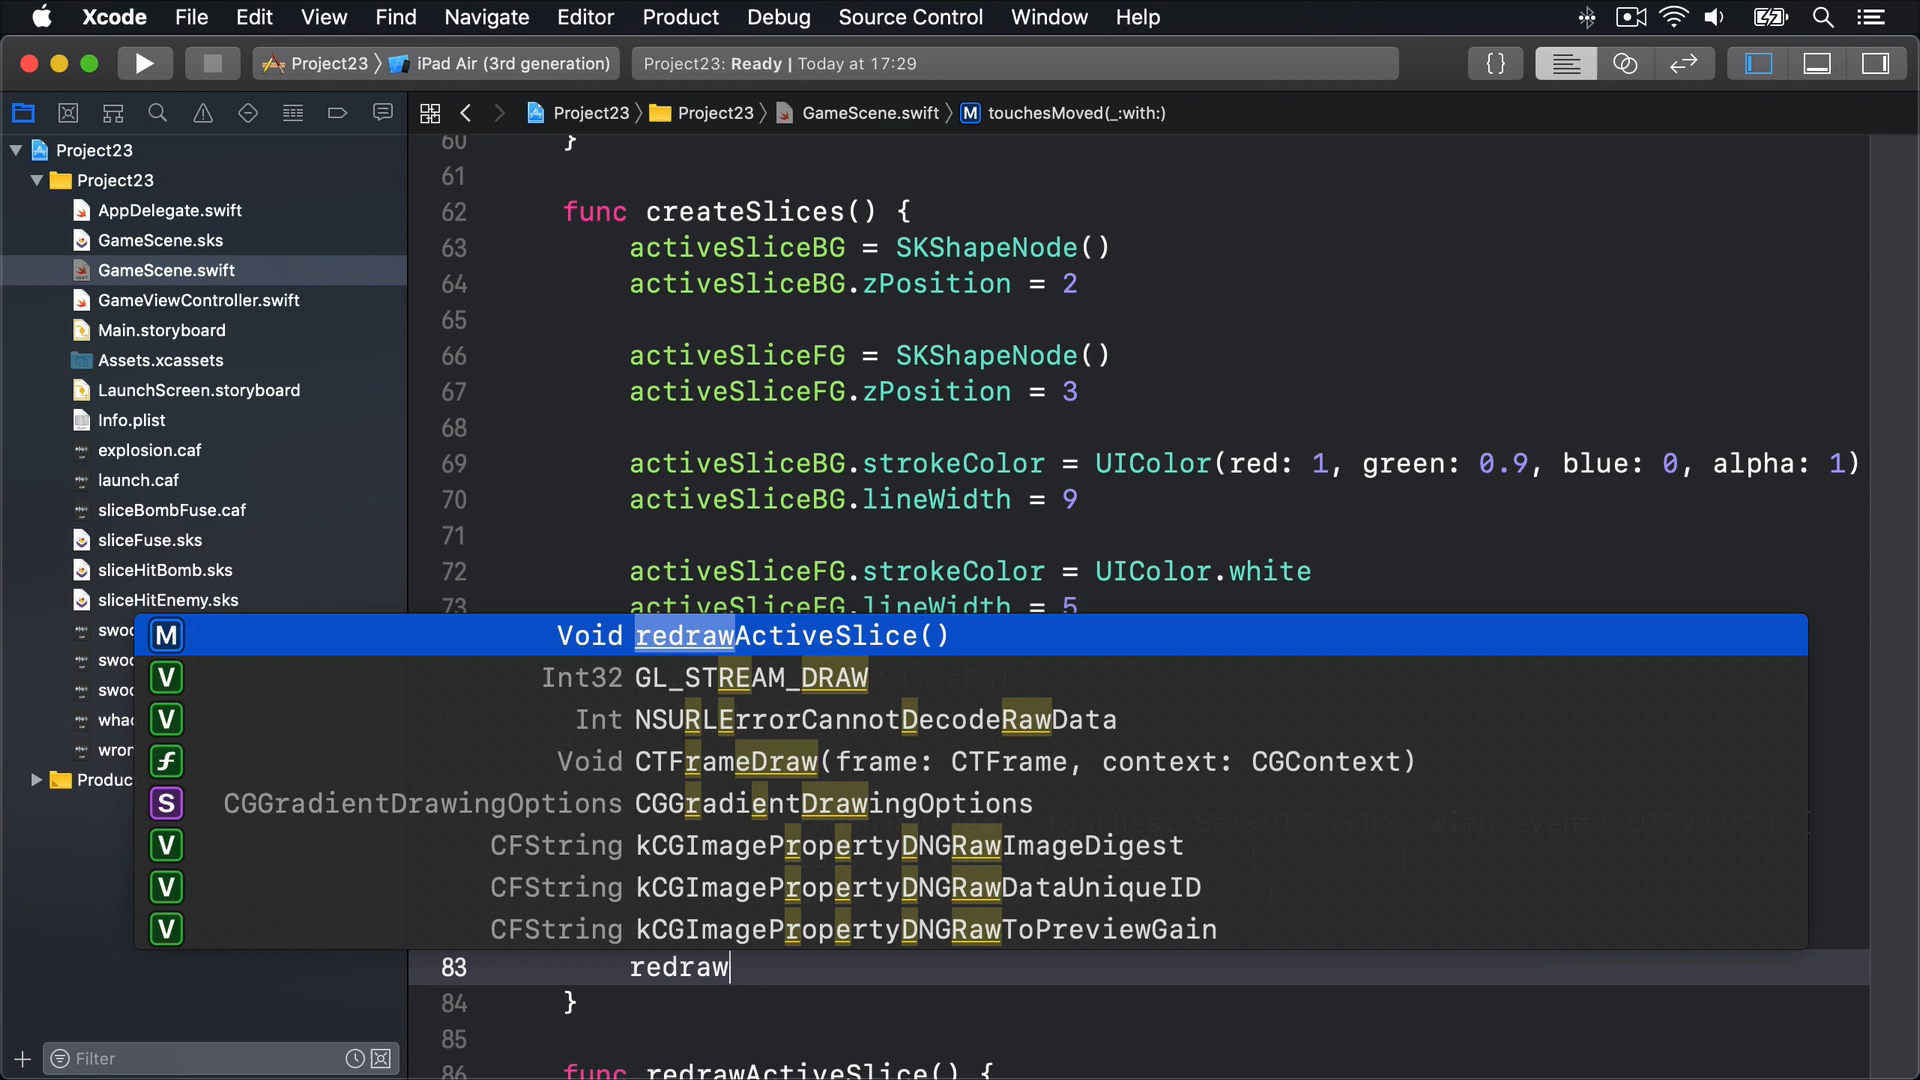 Xcode File Edit View Find Navigate Editor Product Debug Source Control Window Help
Project23 iPad Air (3rd generation)
Project23: Ready | Today at 17:29
{}
Project23 Project23 GameScene.swift M touchesMoved(_:with:)
Project23
Project23
AppDelegate.swift
GameScene.sks
GameScene.swift
GameViewController.swift
Main.storyboard
Assets.xcassets
LaunchScreen.storyboard
Info.plist
explosion.caf
launch.caf
sliceBombFuse.caf
sliceFuse.sks
sliceHitBomb.sks
sliceHitEnemy.sks
swoo
swoo
swoo
whac
wron
Produc
Filter
60 }
61
62 func createSlices() {
63 activeSliceBG = SKShapeNode()
64 activeSliceBG.zPosition = 2
65
66 activeSliceFG = SKShapeNode()
67 activeSliceFG.zPosition = 3
68
69 activeSliceBG.strokeColor = UIColor(red: 1, green: 0.9, blue: 0, alpha: 1)
70 activeSliceBG.lineWidth = 9
71
72 activeSliceFG.strokeColor = UIColor.white
73 activeSliceFG.lineWidth = 5
M Void redrawActiveSlice()
V Int32 GL_STREAM_DRAW
V Int NSURLErrorCannotDecodeRawData
f Void CTFrameDraw(frame: CTFrame, context: CGContext)
S CGGradientDrawingOptions CGGradientDrawingOptions
V CFString kCGImagePropertyDNGRawImageDigest
V CFString kCGImagePropertyDNGRawDataUniqueID
V CFString kCGImagePropertyDNGRawToPreviewGain
83 redraw
84 }
85
86 func redrawActiveSlice() {